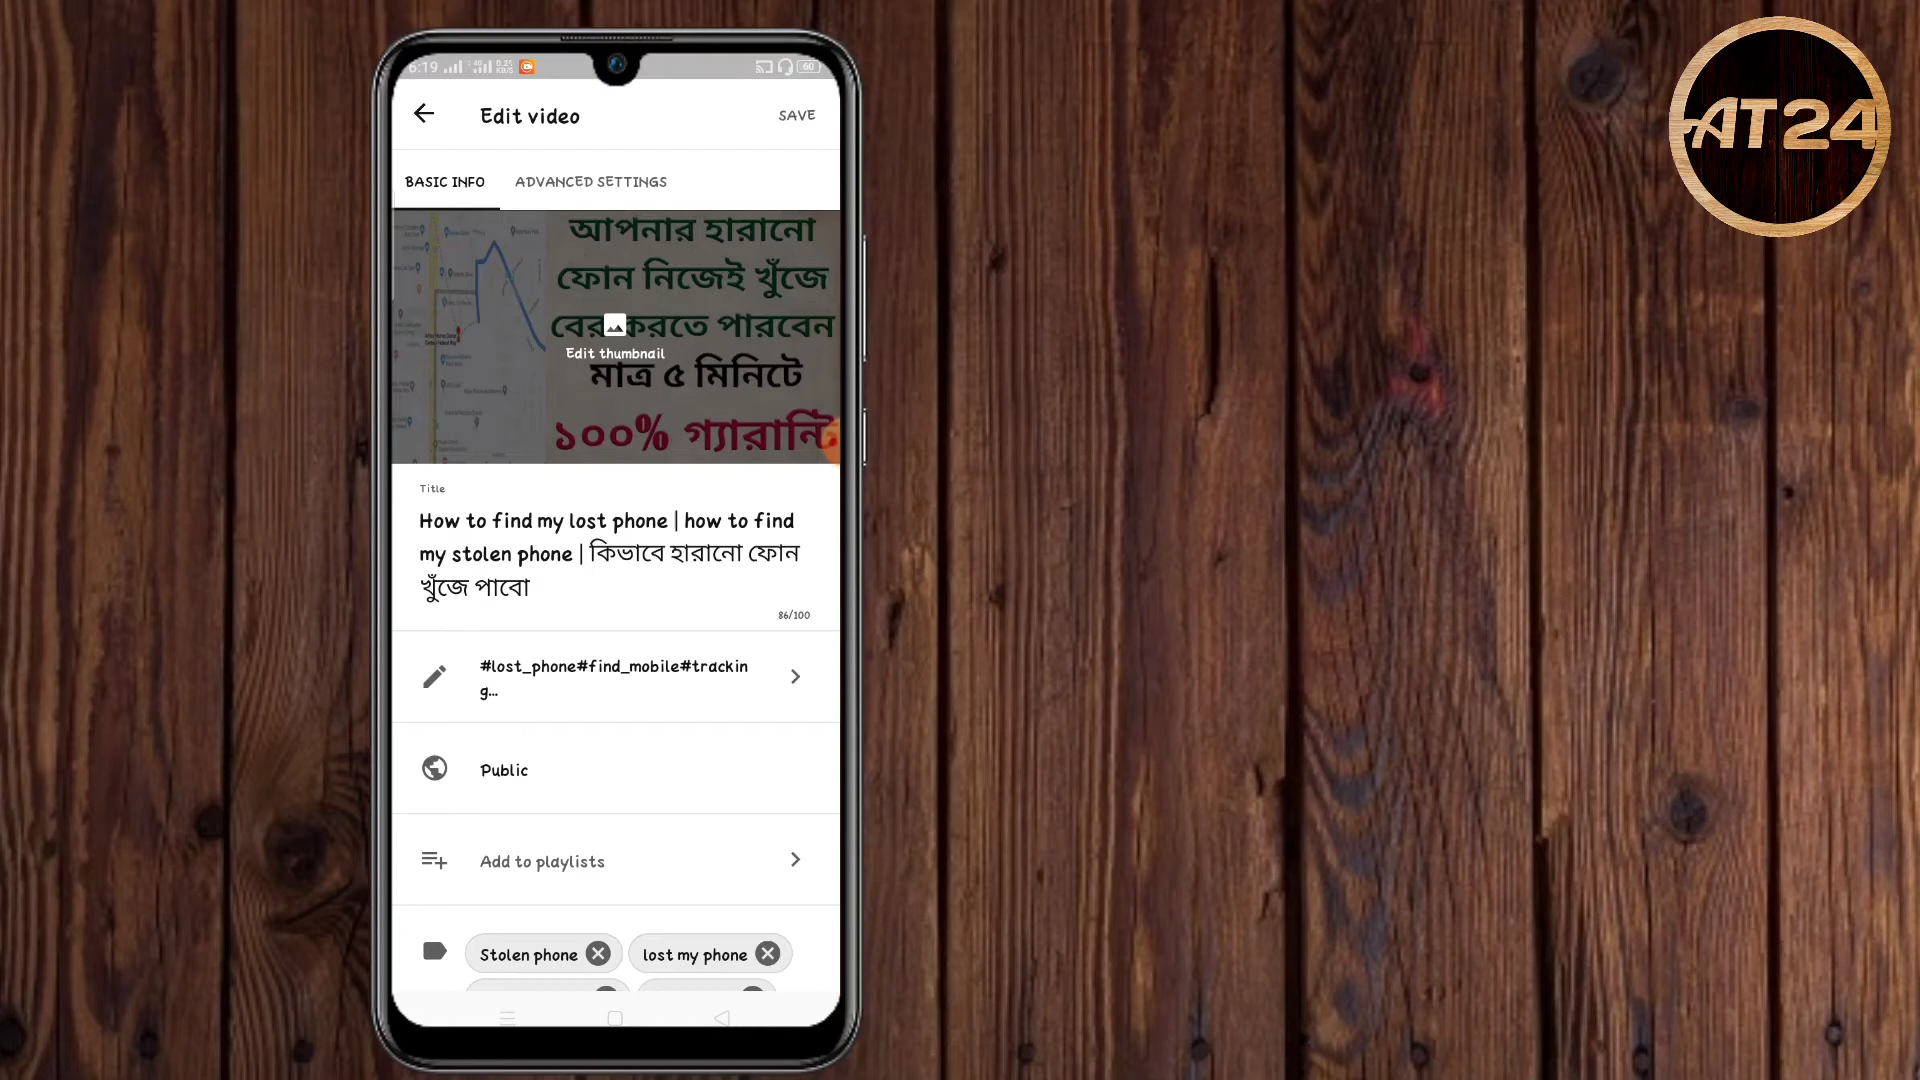 6:19
60
AT24
Edit video
SAVE
BASIC INFO
ADVANCED SETTINGS
আপনার হারানো
ফোন নিজেই খুঁজে
বের করতে পারবেন
Edit thumbnail
মাত্র ৫ মিনিটে
১০০% গ্যারান্টি
Title
How to find my lost phone | how to find
my stolen phone | কিভাবে হারানো ফোন
খুঁজে পাবো
86/100
#lost_phone#find_mobile#trackin
g...
Public
Add to playlists
Stolen phone
lost my phone